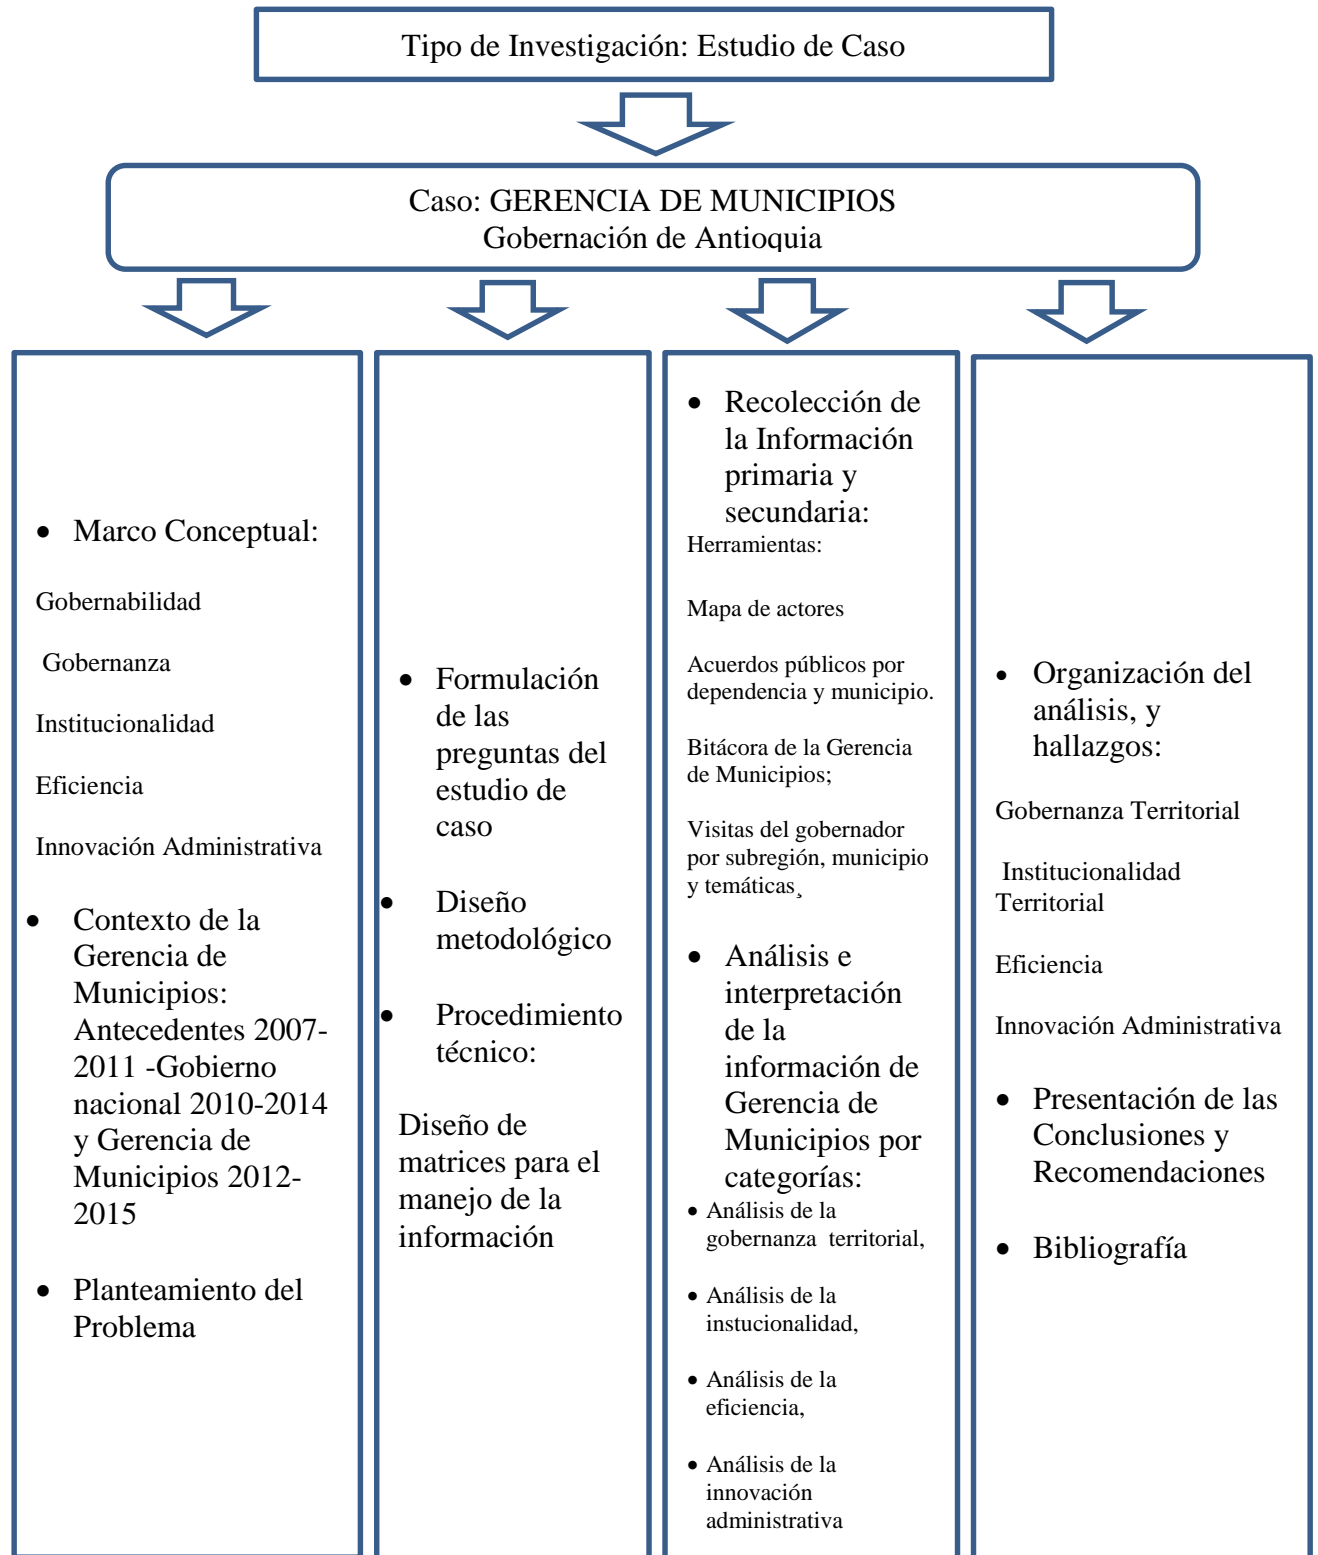 Tipo de Investigación: Estudio de Caso
Caso: GERENCIA DE MUNICIPIOS
Gobernación de Antioquia
• Marco Conceptual:
Gobernabilidad
Gobernanza
Institucionalidad
Eficiencia
Innovación Administrativa
• Contexto de la
Gerencia de
Municipios:
Antecedentes 2007-
2011 -Gobierno
nacional 2010-2014
y Gerencia de
Municipios 2012-
2015
• Planteamiento del
Problema
• Formulación
de las
preguntas del
estudio de
caso
• Diseño
metodológico
• Procedimiento
técnico:
Diseño de
matrices para el
manejo de la
información
• Recolección de
la Información
primaria y
secundaria:
Herramientas:
Mapa de actores
Acuerdos públicos por
dependencia y municipio.
Bitácora de la Gerencia
de Municipios;
Visitas del gobernador
por subregión, municipio
y temáticas¸
• Análisis e
interpretación
de la
información de
Gerencia de
Municipios por
categorías:
• Análisis de la
gobernanza territorial,
• Análisis de la
instucionalidad,
• Análisis de la
eficiencia,
• Análisis de la
innovación
administrativa
• Organización del
análisis, y
hallazgos:
Gobernanza Territorial
Institucionalidad
Territorial
Eficiencia
Innovación Administrativa
• Presentación de las
Conclusiones y
Recomendaciones
• Bibliografía